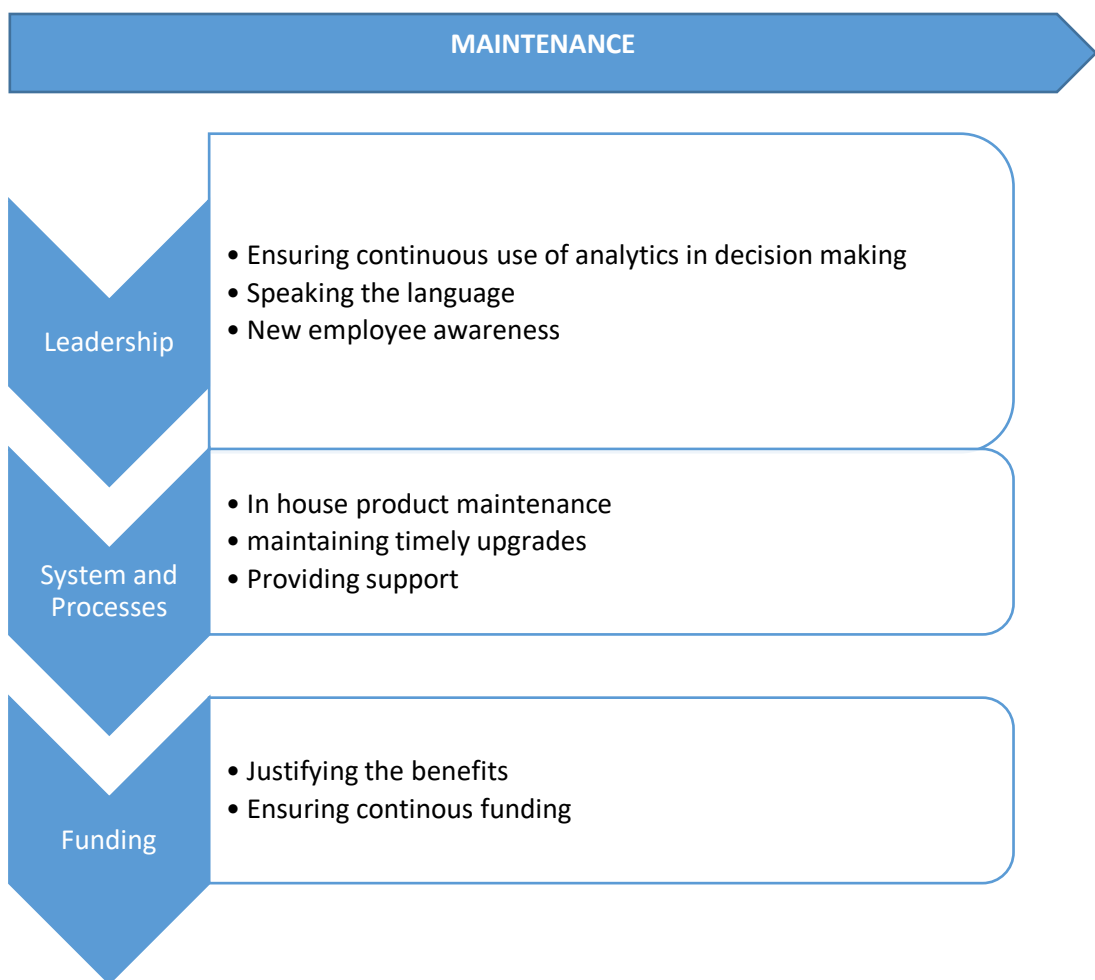 MAINTENANCE
Leadership
• Ensuring continuous use of analytics in decision making
• Speaking the language
• New employee awareness
System and
Processes
• In house product maintenance
• maintaining timely upgrades
• Providing support
Funding
• Justifying the benefits
• Ensuring continous funding